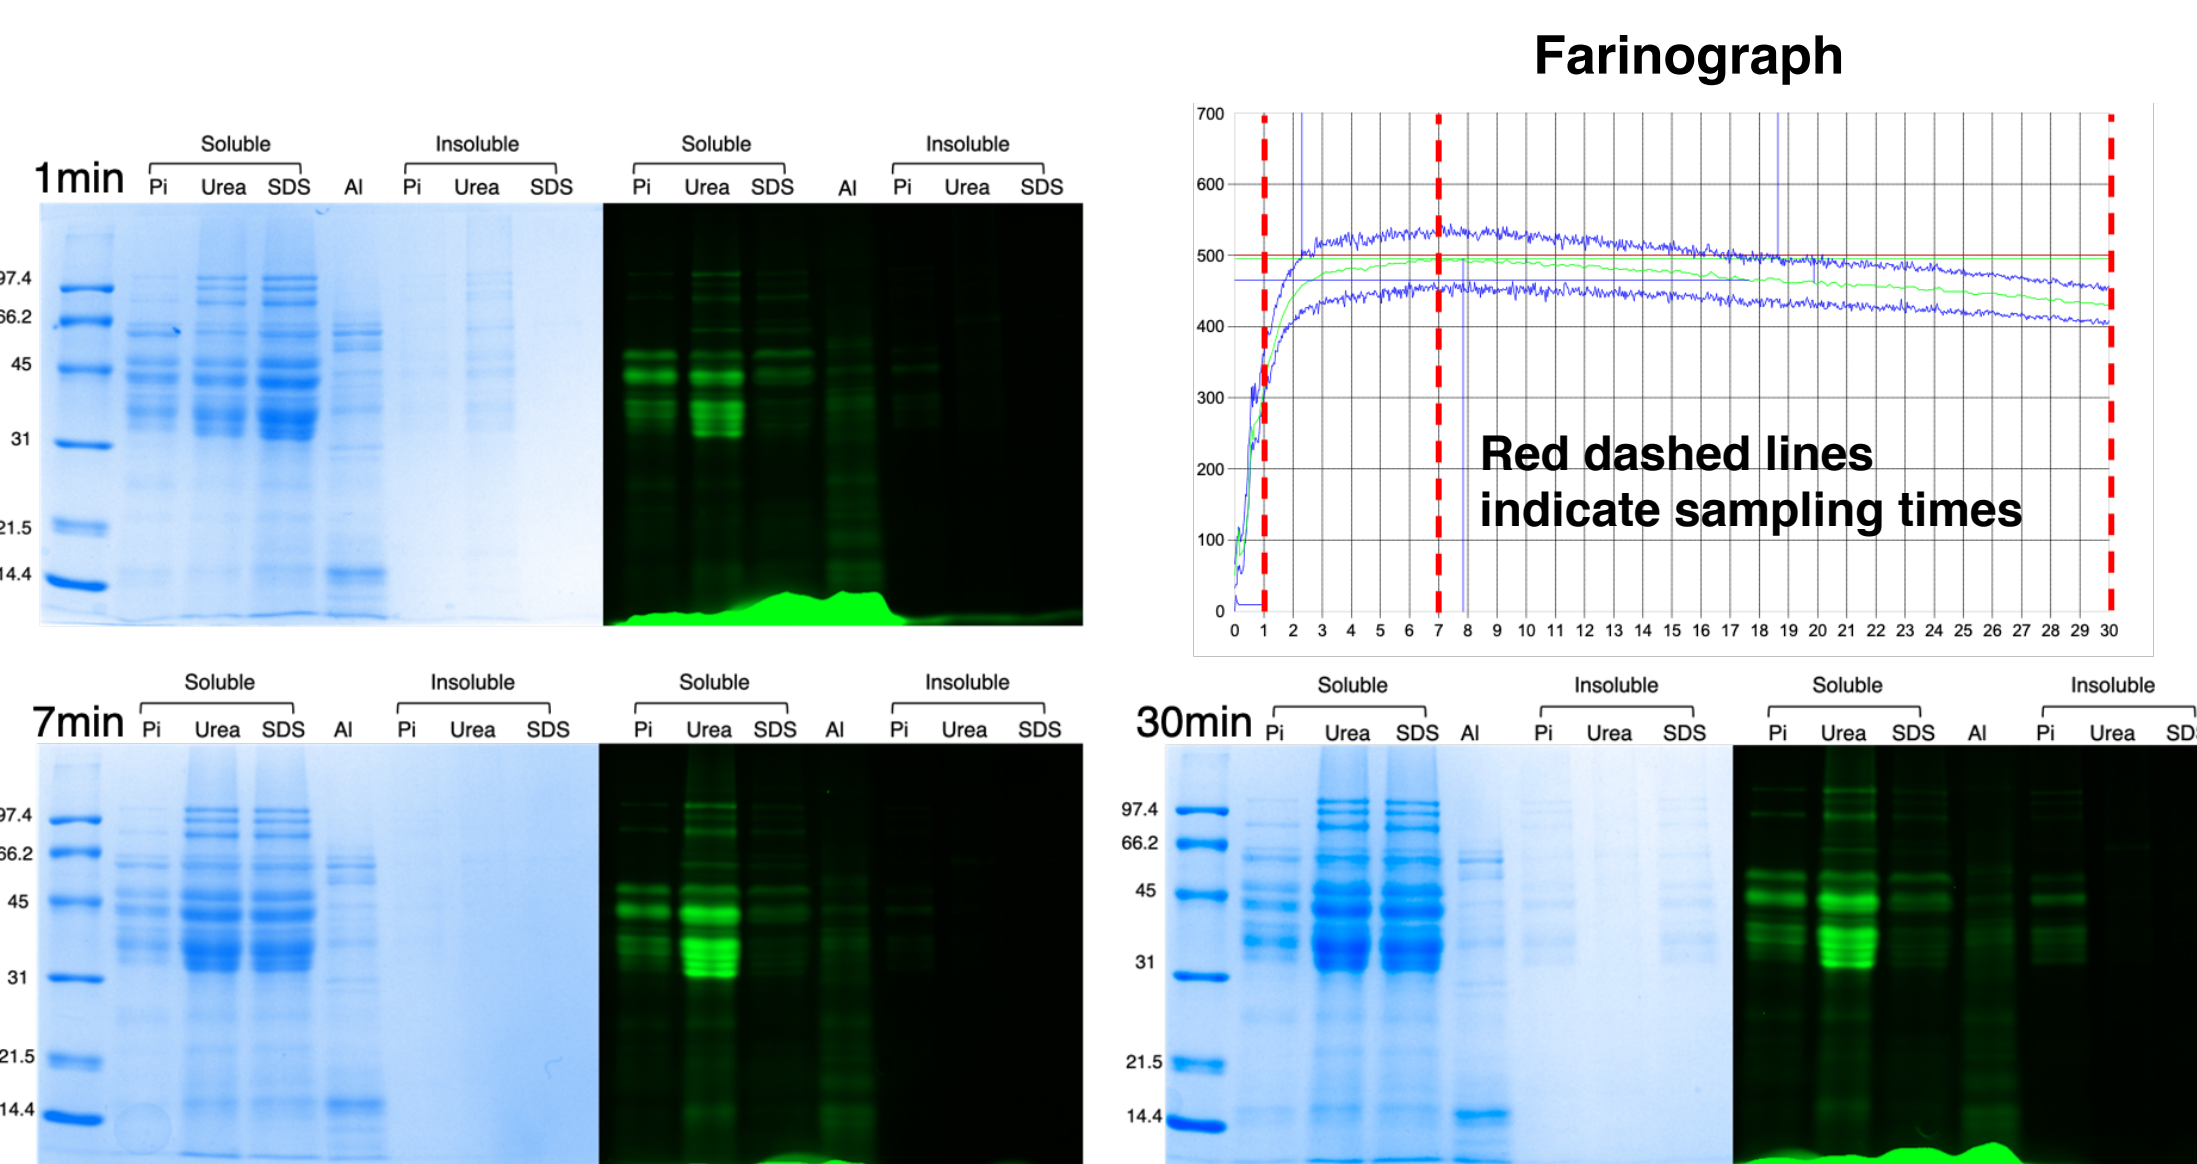 Farinograph
700
600
500
400
300
200
100
0
0 1 2 3 4 5 6 7 8 9 10 11 12 13 14 15 16 17 18 19 20 21 22 23 24 25 26 27 28 29 30
Red dashed lines
indicate sampling times
Soluble Insoluble Soluble Insoluble
1min Pi Urea SDS Al Pi Urea SDS Pi Urea SDS Al Pi Urea SDS
97.4
66.2
45
31
21.5
14.4
Soluble Insoluble Soluble Insoluble
7min Pi Urea SDS Al Pi Urea SDS Pi Urea SDS Al Pi Urea SDS
97.4
66.2
45
31
21.5
14.4
Soluble Insoluble Soluble Insoluble
30min Pi Urea SDS Al Pi Urea SDS Pi Urea SDS Al Pi Urea SD
97.4
66.2
45
31
21.5
14.4